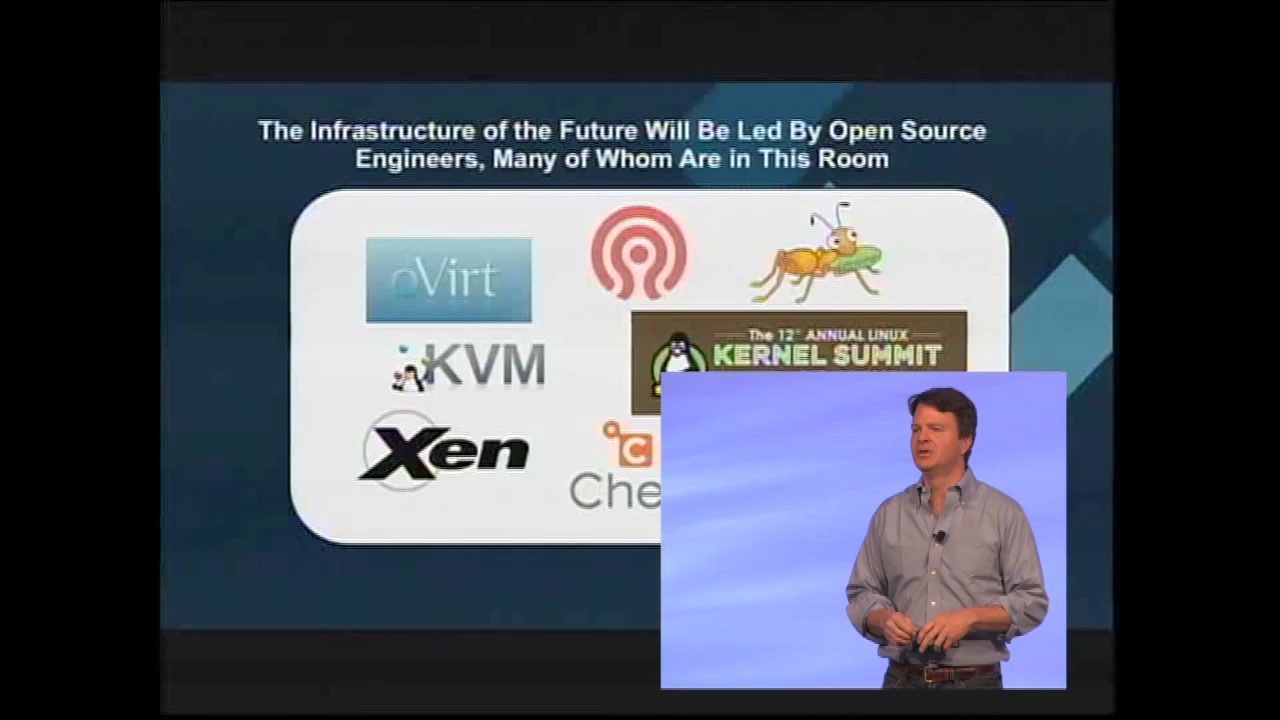 The Infrastructure of the Future Will Be Led By Open Source
Engineers, Many of Whom Are in This Room
oVirt
The 12th ANNUAL LINUX
KERNEL SUMMIT
KVM
Xen
C
Che